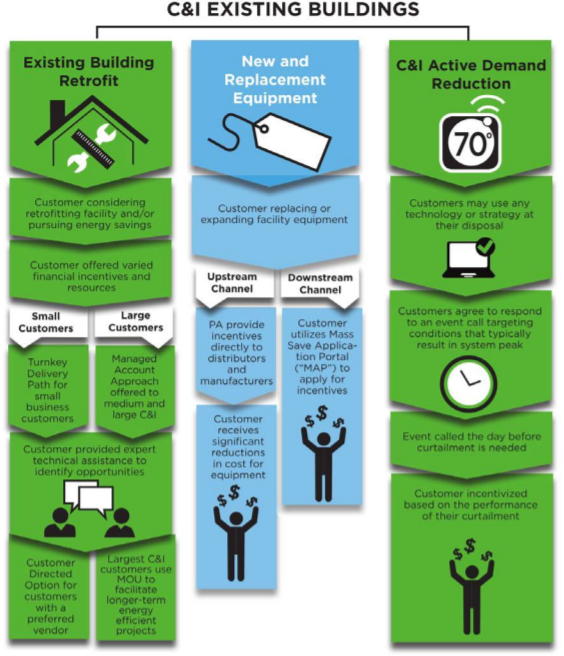 C&I EXISTING BUILDINGS
Existing Building
Retrofit
Customer considering
retrofitting facility and/or
pursuing energy savings
Customer offered varied
financial incentives and
resources
Small
Customers
Turnkey
Delivery
Path for
small
business
customers
Large
Customers
Managed
Account
Approach
offered to
medium and
large C&I
Customer provided expert
technical assistance to
identify opportunities
Customer
Directed
Option for
customers
with a
preferred
vendor
Largest C&I
customers use
MOU to
facilitate
longer-term
energy
efficient
projects
New and
Replacement
Equipment
Customer replacing or
expanding facility equipment
Upstream
Channel
PA provide
incentives
directly to
distributors
and
manufacturers
Customer
receives
significant
reductions
in cost for
equipment
$ $ $
Downstream
Channel
Customer
utilizes Mass
Save Applica-
tion Portal
("MAP") to
apply for
incentives
$ $ $
C&I Active Demand
Reduction
70°
Customers may use any
technology or strategy at
their disposal
Customers agree to respond
to an event call targeting
conditions that typically
result in system peak
Event called the day before
curtailment is needed
Customer incentivized
based on the performance
of their curtailment
$ $ $